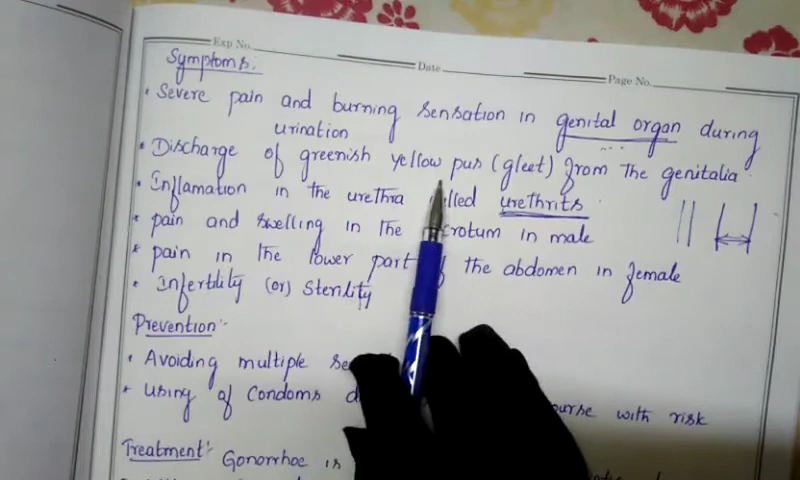 Exp No.
Date
Page No.
Symptoms:
• Severe pain and burning sensation in genital organ during
urination
• Discharge of greenish yellow pus (gleet) from the genitalia
• Inflamation in the urethra called urethrits
* pain and swelling in the scrotum in male
* pain in the lower part of the abdomen in female
• Infertility (or) Sterility
Prevention:-
• Avoiding multiple
* using of Condoms with risk
Treatment:- Gonorrhoe is